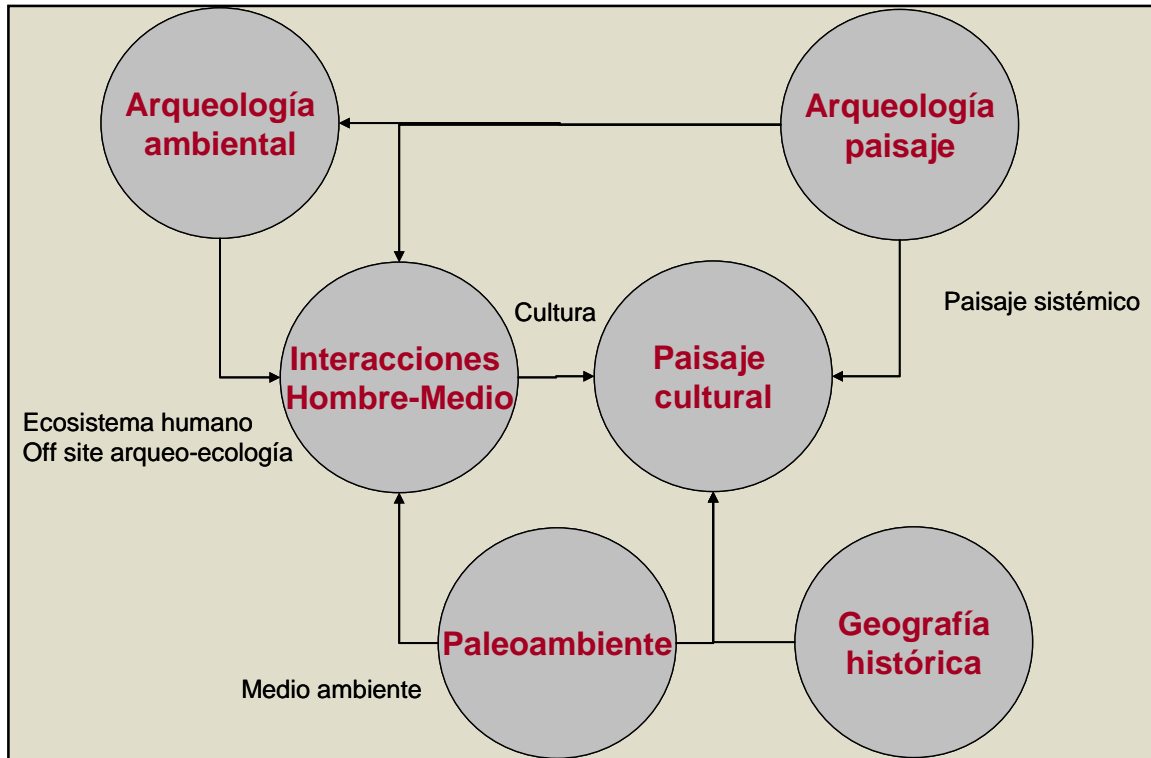 Arqueología
ambiental
Arqueología
paisaje
Paisaje sistémico
Cultura
Interacciones
Hombre-Medio
Paisaje
cultural
Ecosistema humano
Off site arqueo-ecología
Paleoambiente
Geografía
histórica
Medio ambiente